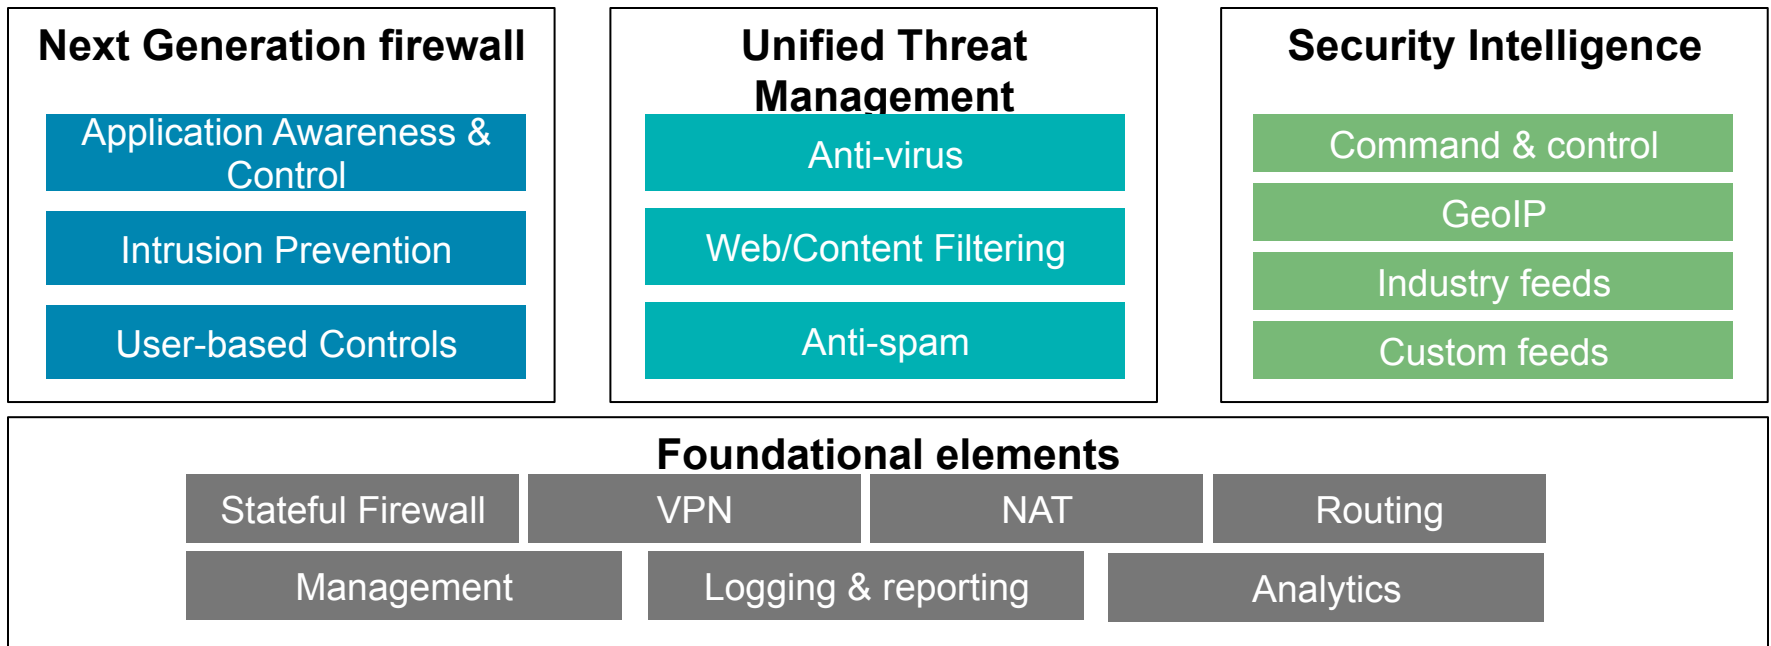 Next Generation firewall
Application Awareness &
Control
Intrusion Prevention
User-based Controls
Unified Threat
Management
Anti-virus
Web/Content Filtering
Anti-spam
Security Intelligence
Command & control
GeoIP
Industry feeds
Custom feeds
Foundational elements
Stateful Firewall
VPN
NAT
Routing
Management
Logging & reporting
Analytics